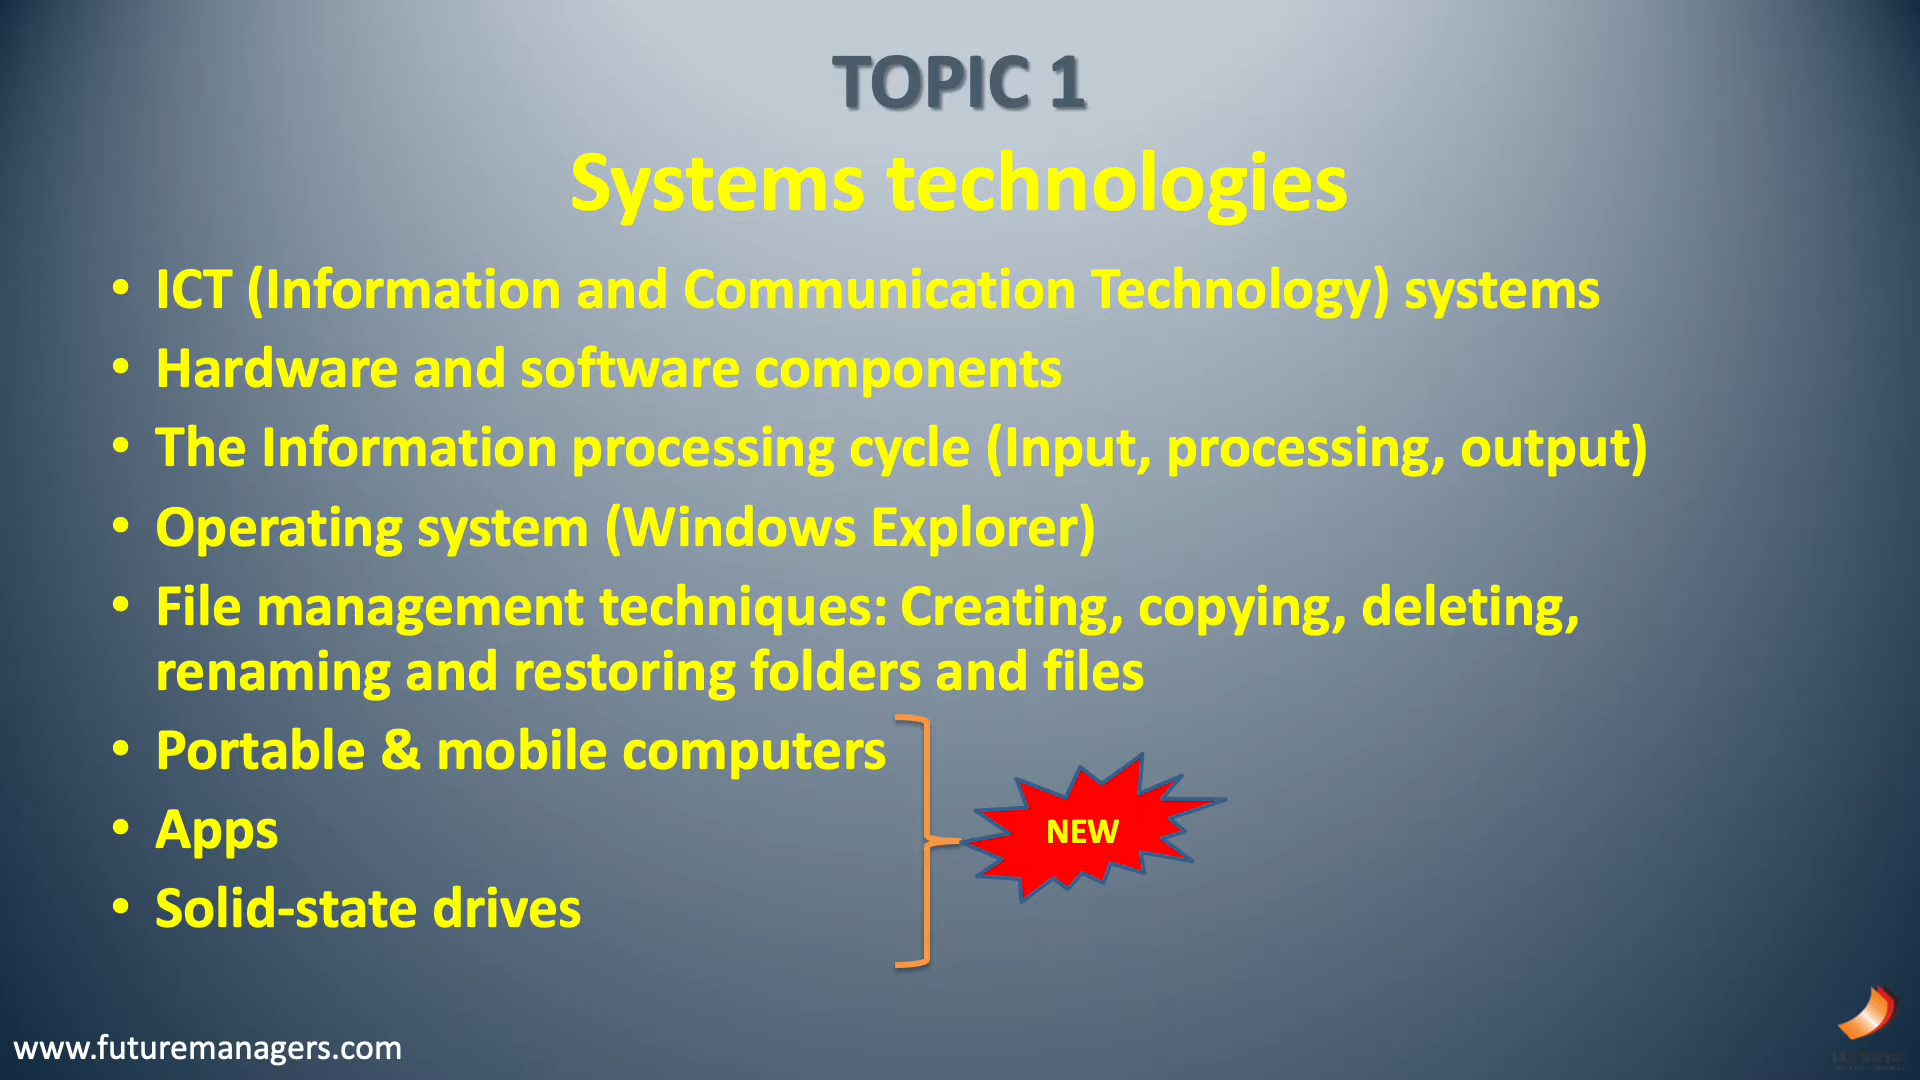 TOPIC 1
Systems technologies
• ICT (Information and Communication Technology) systems
• Hardware and software components
• The Information processing cycle (Input, processing, output)
• Operating system (Windows Explorer)
• File management techniques: Creating, copying, deleting,
renaming and restoring folders and files
• Portable & mobile computers
• Apps
• Solid-state drives
NEW
www.futuremanagers.com